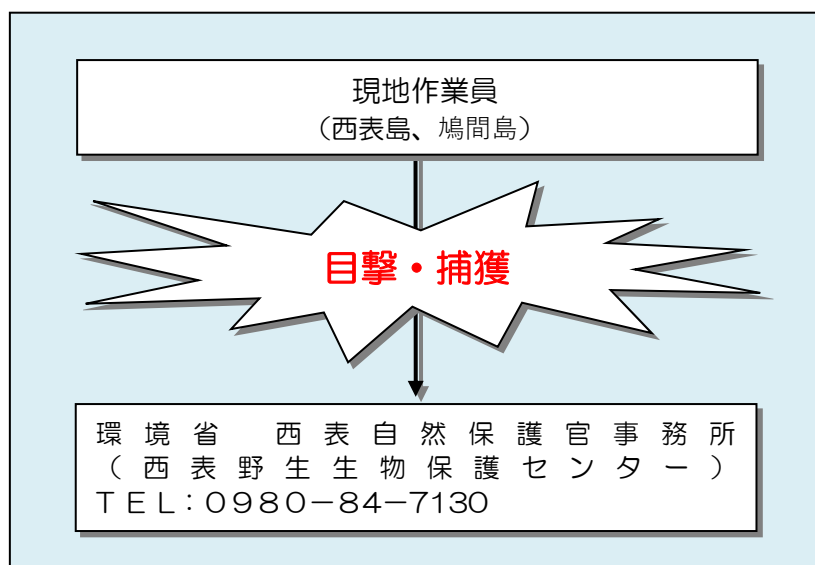 現地作業員
（西表島、鳩間島）
目撃・捕獲
環境省　西表自然保護官事務所
（西表野生生物保護センター）
ＴＥＬ：０９８０－８４－７１３０